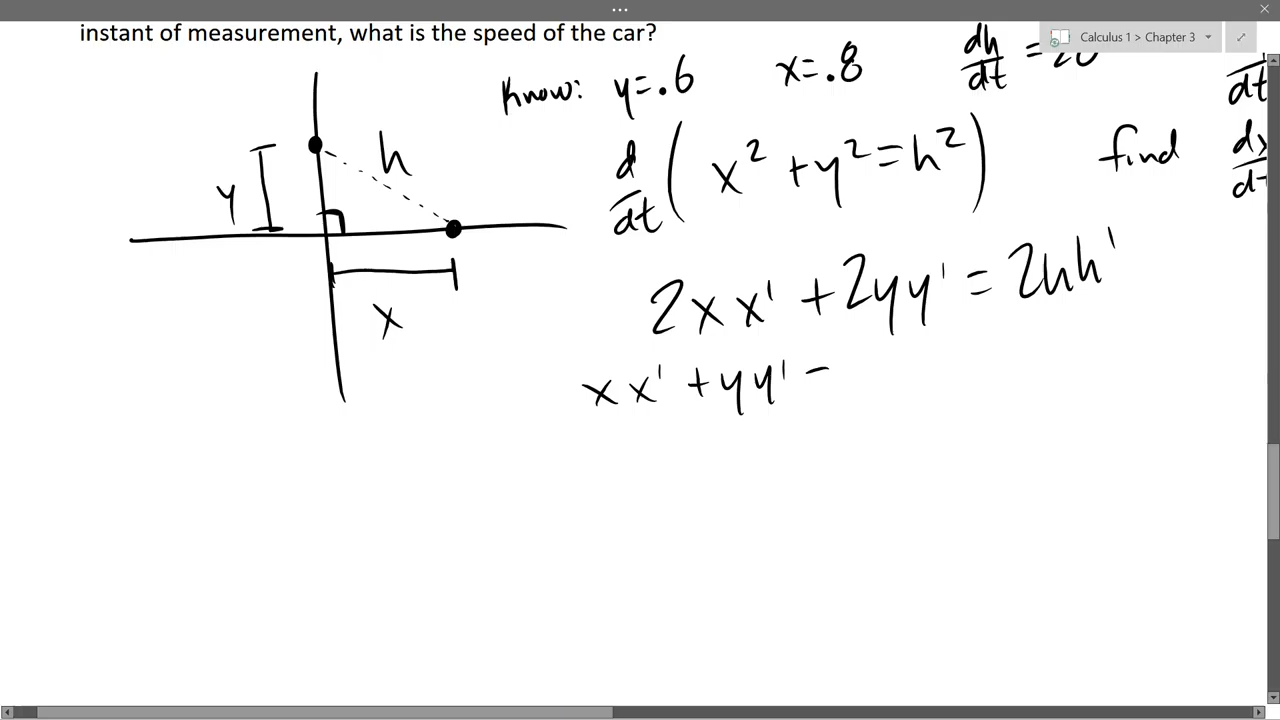 instant of measurement, what is the speed of the car?
Calculus 1 > Chapter 3
Know: y=.6 x=.8 dh/dt = 20
d/dt ( x² + y² = h² ) find
h
y
x
2xx' + 2yy' = 2hh'
xx' + yy' =